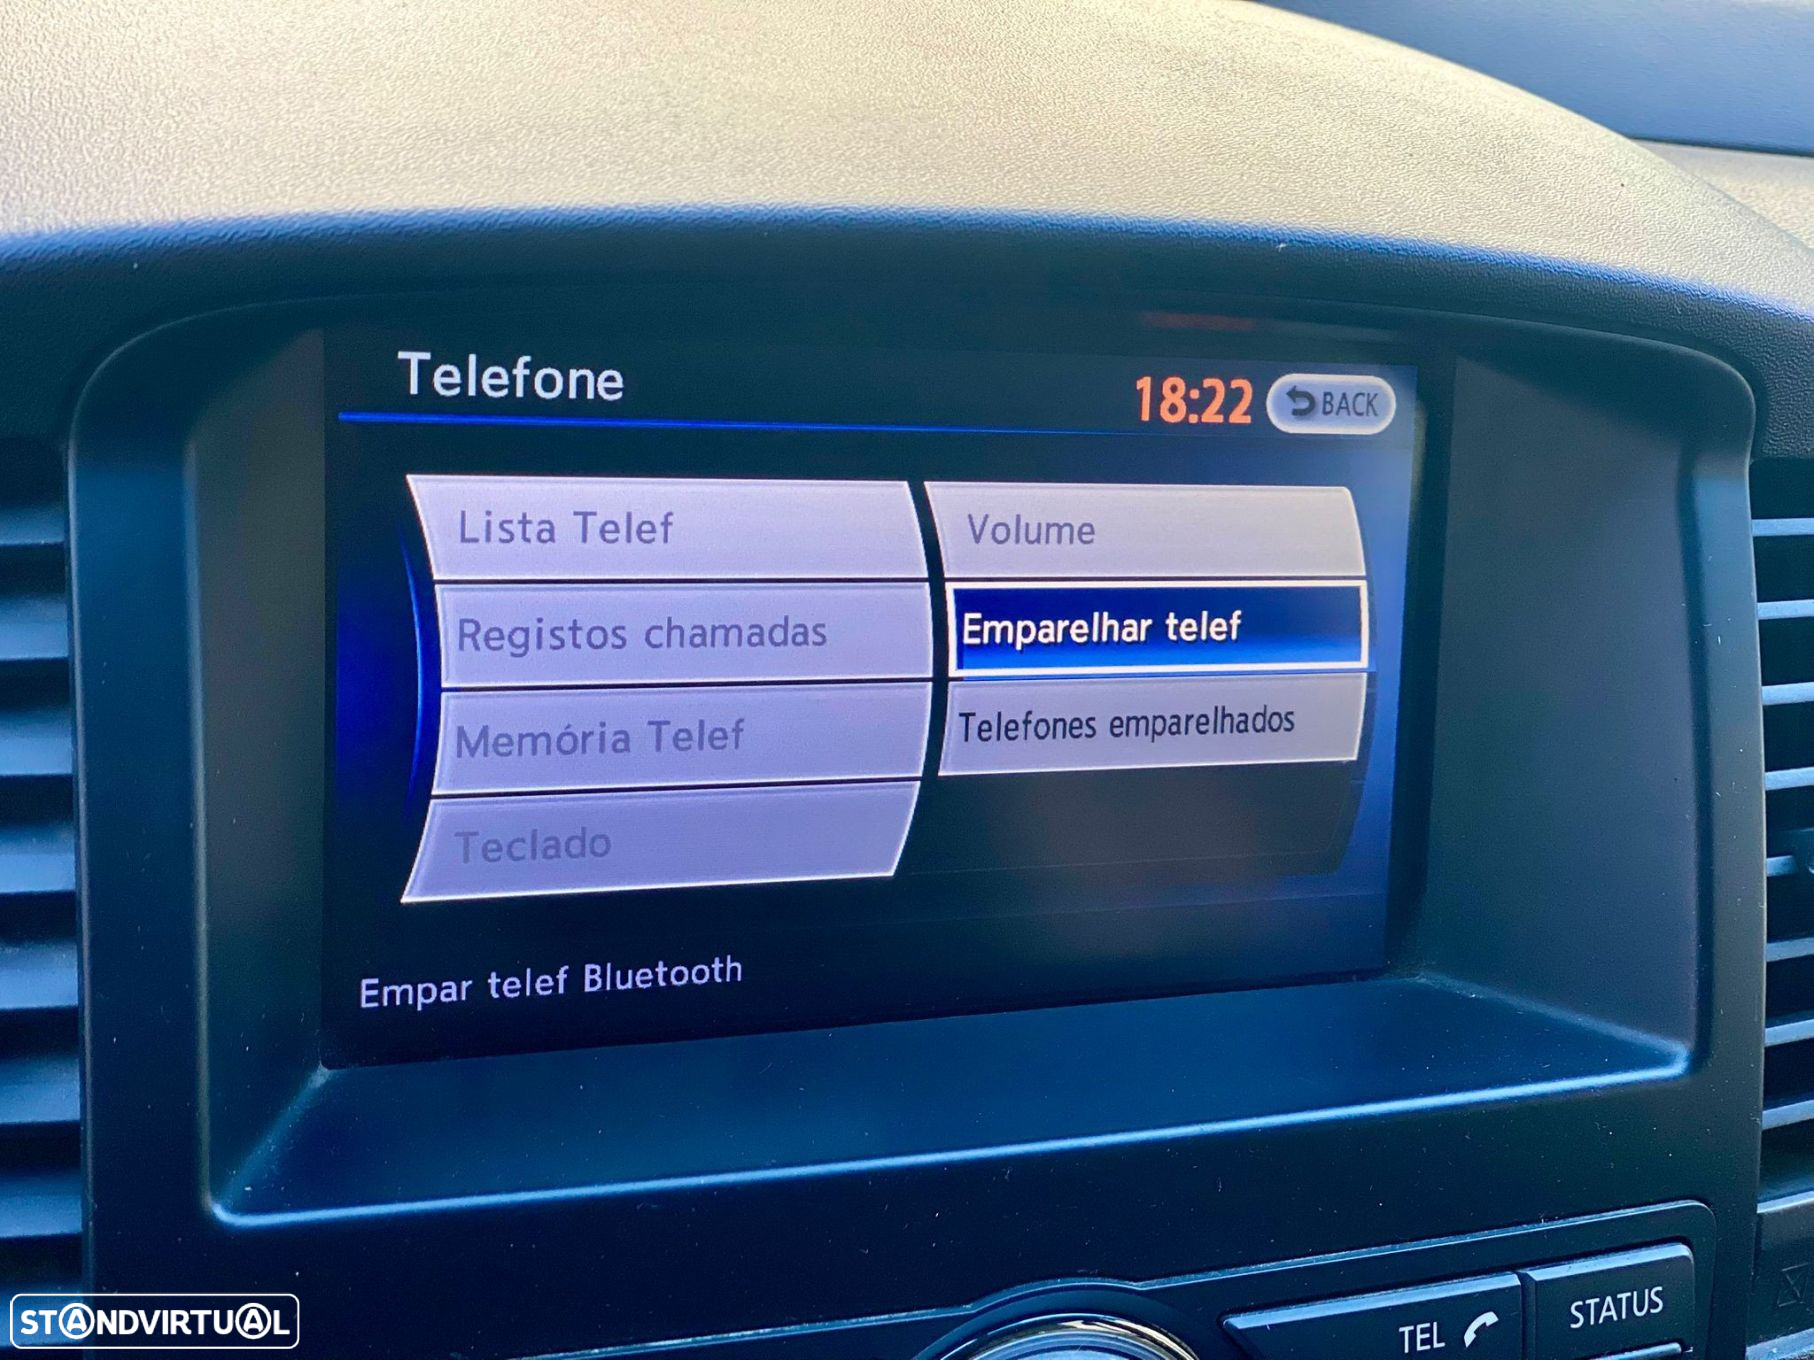 Telefone
18:22 BACK
Lista Telef
Volume
Registos chamadas
Emparelhar telef
Memória Telef
Telefones emparelhados
Teclado
Empar telef Bluetooth
TEL
STATUS
STANDVIRTUAL